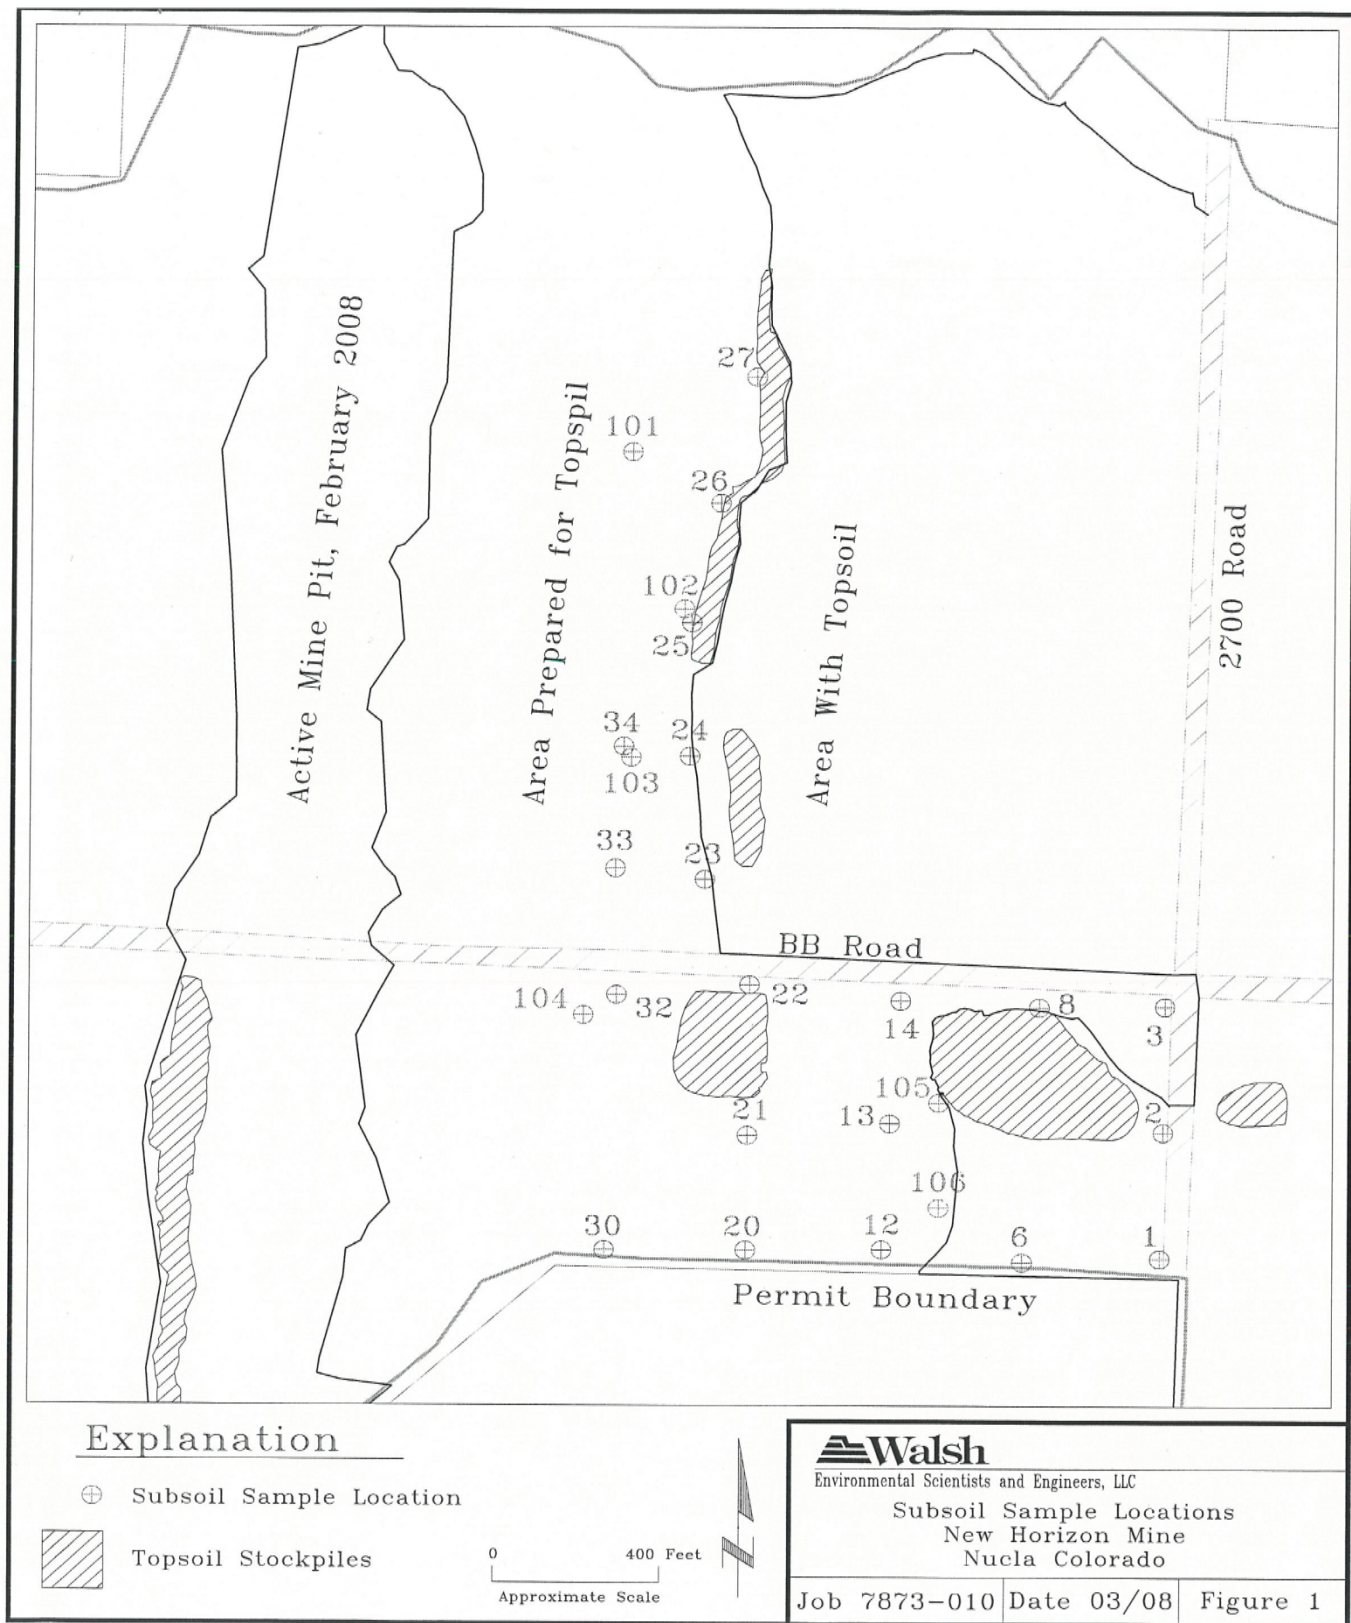 27
101
26
102
25
34
24
103
33
23
Active Mine Pit, February 2008
Area Prepared for Topspil
Area With Topsoil
2700 Road
BB Road
104
32
22
14
8
3
105
21
13
2
106
30
20
12
6
1
Permit Boundary
Explanation
Subsoil Sample Location
Topsoil Stockpiles
0 400 Feet
Approximate Scale
N
Walsh
Environmental Scientists and Engineers, LLC
Subsoil Sample Locations
New Horizon Mine
Nucla Colorado
Job 7873-010 Date 03/08 Figure 1